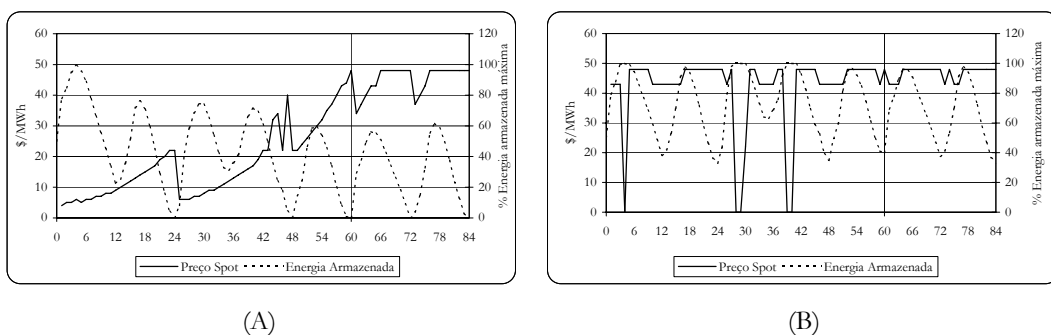 60 120
50 100
40 80
30 60
20 40
10 20
0 0
0 6 12 18 24 30 36 42 48 54 60 66 72 78 84
$/MWh
% Energia armazenada máxima
Preço Spot Energia Armazenada
(A)
60 120
50 100
40 80
30 60
20 40
10 20
0 0
0 6 12 18 24 30 36 42 48 54 60 66 72 78 84
$/MWh
% Energia armazenada máxima
Preço Spot Energia Armazenada
(B)